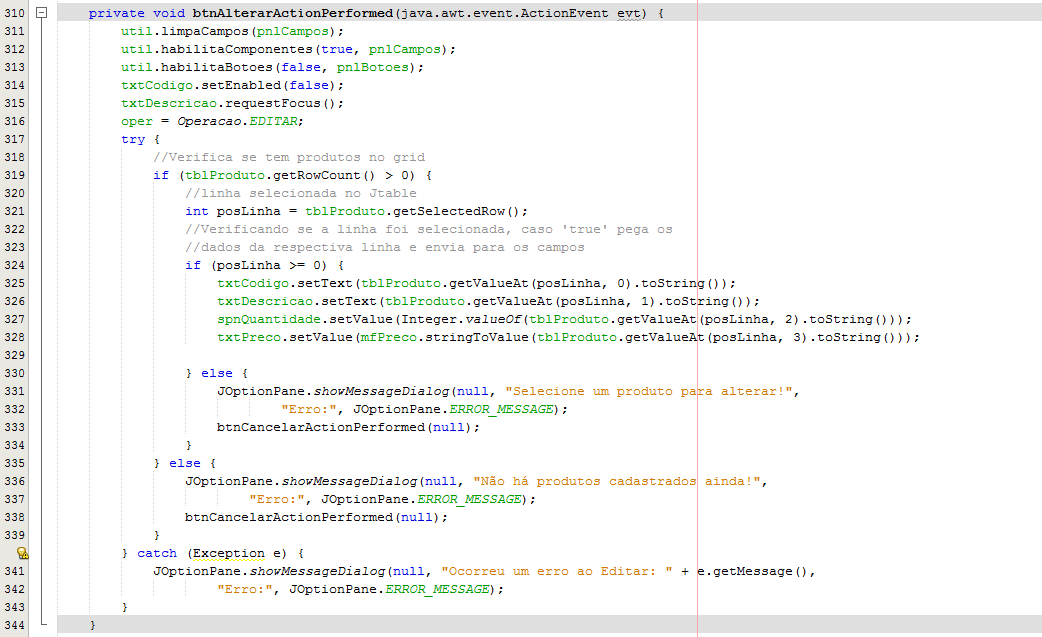 310 private void btnAlterarActionPerformed(java.awt.event.ActionEvent evt) {
311 util.limpaCampos(pnlCampos);
312 util.habilitaComponentes(true, pnlCampos);
313 util.habilitaBotoes(false, pnlBotoes);
314 txtCodigo.setEnabled(false);
315 txtDescricao.requestFocus();
316 oper = Operacao.EDITAR;
317 try {
318 //Verifica se tem produtos no grid
319 if (tblProduto.getRowCount() > 0) {
320 //linha selecionada no Jtable
321 int posLinha = tblProduto.getSelectedRow();
322 //Verificando se a linha foi selecionada, caso 'true' pega os
323 //dados da respectiva linha e envia para os campos
324 if (posLinha >= 0) {
325 txtCodigo.setText(tblProduto.getValueAt(posLinha, 0).toString());
326 txtDescricao.setText(tblProduto.getValueAt(posLinha, 1).toString());
327 spnQuantidade.setValue(Integer.valueOf(tblProduto.getValueAt(posLinha, 2).toString()));
328 txtPreco.setValue(mfPreco.stringToValue(tblProduto.getValueAt(posLinha, 3).toString()));
329
330 } else {
331 JOptionPane.showMessageDialog(null, "Selecione um produto para alterar!",
332 "Erro:", JOptionPane.ERROR_MESSAGE);
333 btnCancelarActionPerformed(null);
334 }
335 } else {
336 JOptionPane.showMessageDialog(null, "Não há produtos cadastrados ainda!",
337 "Erro:", JOptionPane.ERROR_MESSAGE);
338 btnCancelarActionPerformed(null);
339 }
} catch (Exception e) {
341 JOptionPane.showMessageDialog(null, "Ocorreu um erro ao Editar: " + e.getMessage(),
342 "Erro:", JOptionPane.ERROR_MESSAGE);
343 }
344 }